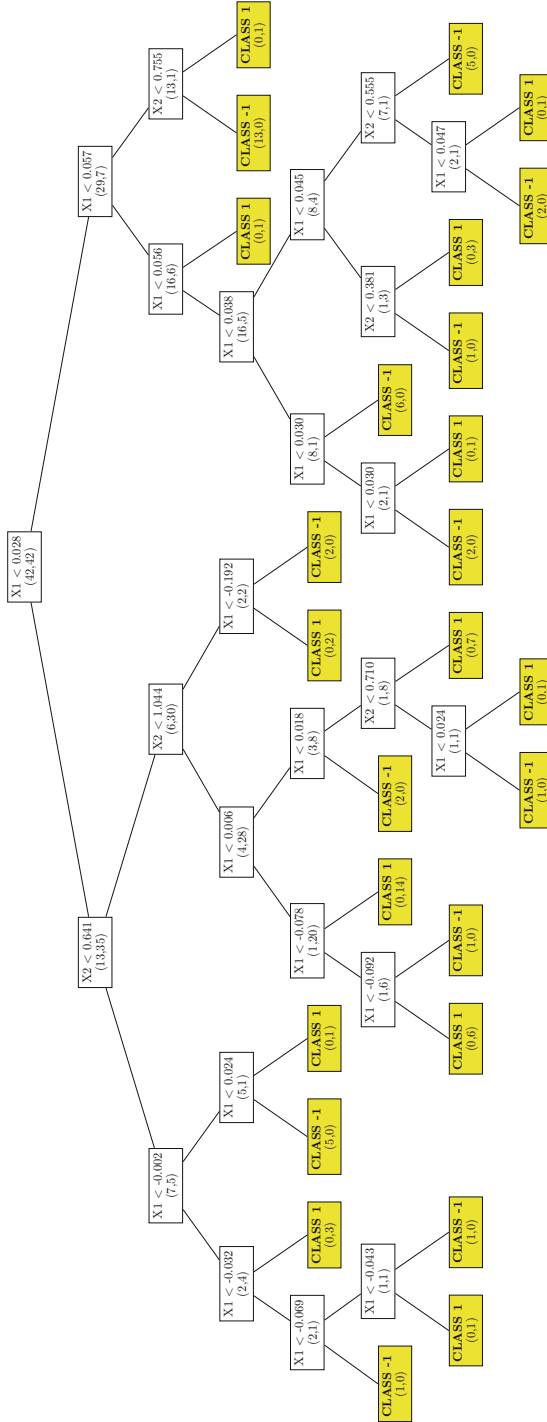 X1 < 0.028
(42,42)
X2 < 0.641
(13,35)
X1 < 0.057
(29,7)
X1 < -0.002
(7,5)
X2 < 1.044
(6,30)
X1 < 0.056
(16,6)
X2 < 0.755
(13,1)
X1 < -0.032
(2,4)
X1 < 0.024
(5,1)
X1 < 0.006
(4,28)
X1 < -0.192
(2,2)
X1 < 0.038
(16,5)
CLASS 1
(0,1)
CLASS -1
(13,0)
CLASS 1
(0,1)
X1 < -0.069
(2,1)
CLASS 1
(0,3)
CLASS -1
(5,0)
CLASS 1
(0,1)
X1 < -0.078
(1,20)
X1 < 0.018
(3,8)
CLASS 1
(0,2)
CLASS -1
(2,0)
X1 < 0.030
(8,1)
X1 < 0.045
(8,4)
CLASS -1
(1,0)
X1 < -0.043
(1,1)
X1 < -0.092
(1,6)
CLASS 1
(0,14)
CLASS -1
(2,0)
X2 < 0.710
(1,8)
X1 < 0.030
(2,1)
CLASS -1
(6,0)
X2 < 0.381
(1,3)
X2 < 0.555
(7,1)
CLASS 1
(0,1)
CLASS -1
(1,0)
CLASS 1
(0,6)
CLASS -1
(1,0)
X1 < 0.024
(1,1)
CLASS 1
(0,7)
CLASS -1
(2,0)
CLASS 1
(0,1)
CLASS -1
(1,0)
CLASS 1
(0,3)
X1 < 0.047
(2,1)
CLASS -1
(5,0)
CLASS -1
(1,0)
CLASS 1
(0,1)
CLASS -1
(2,0)
CLASS 1
(0,1)